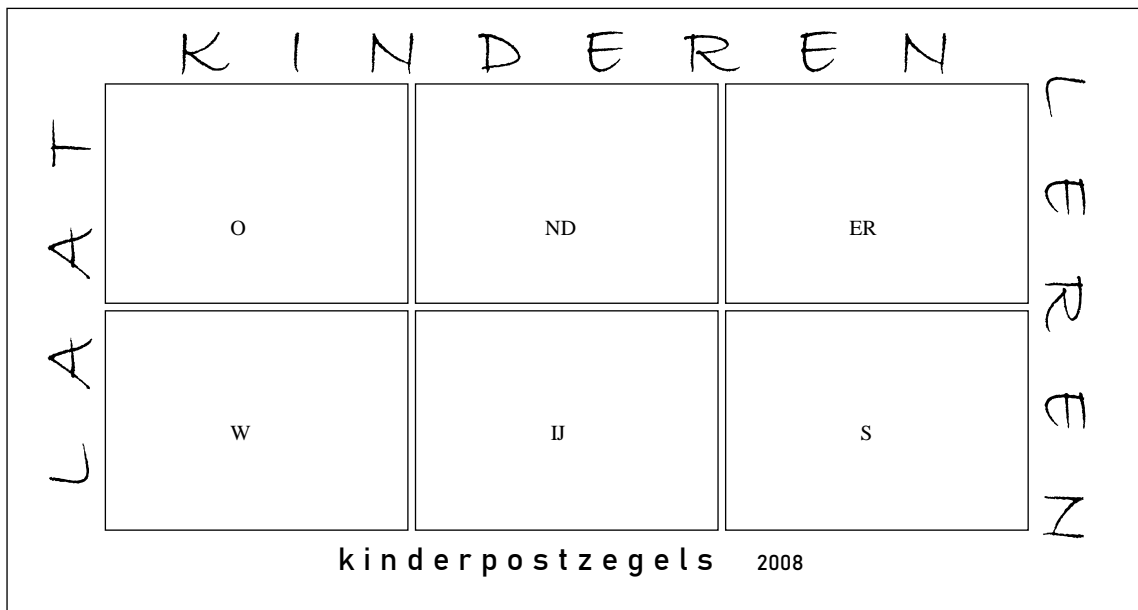 LAAT
KINDEREN
LEREN
O ND ER
W IJ S
kinderpostzegels 2008